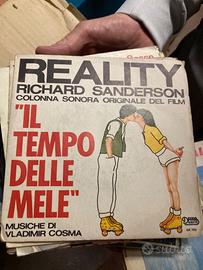 REALITY
RICHARD SANDERSON
COLONNA SONORA ORIGINALE DEL FILM
"IL
TEMPO
DELLE
MELE"
MUSICHE DI
VLADIMIR COSMA